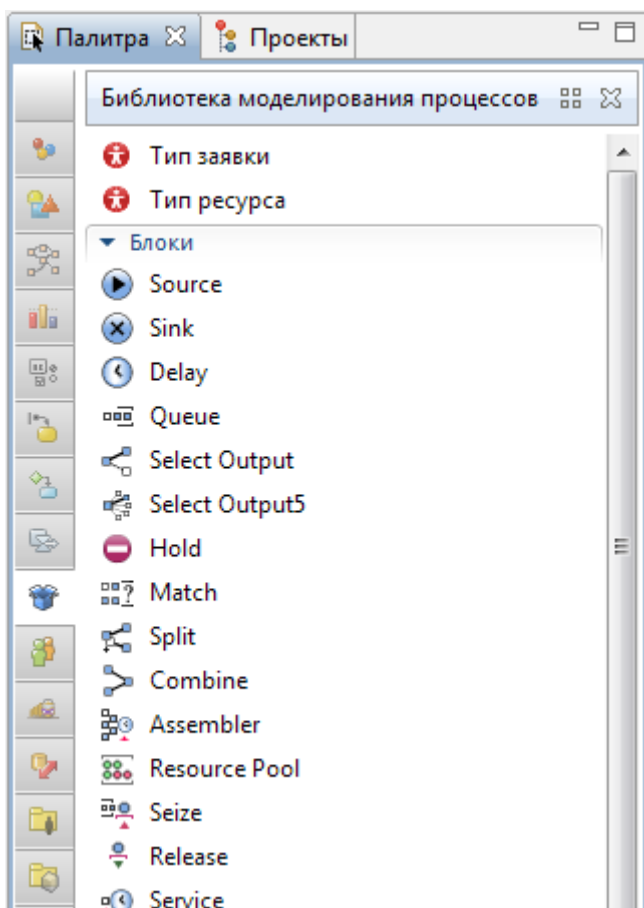 Палитра
Проекты
Библиотека моделирования процессов
Тип заявки
Тип ресурса
Блоки
Source
Sink
Delay
Queue
Select Output
Select Output5
Hold
Match
Split
Combine
Assembler
Resource Pool
Seize
Release
Service